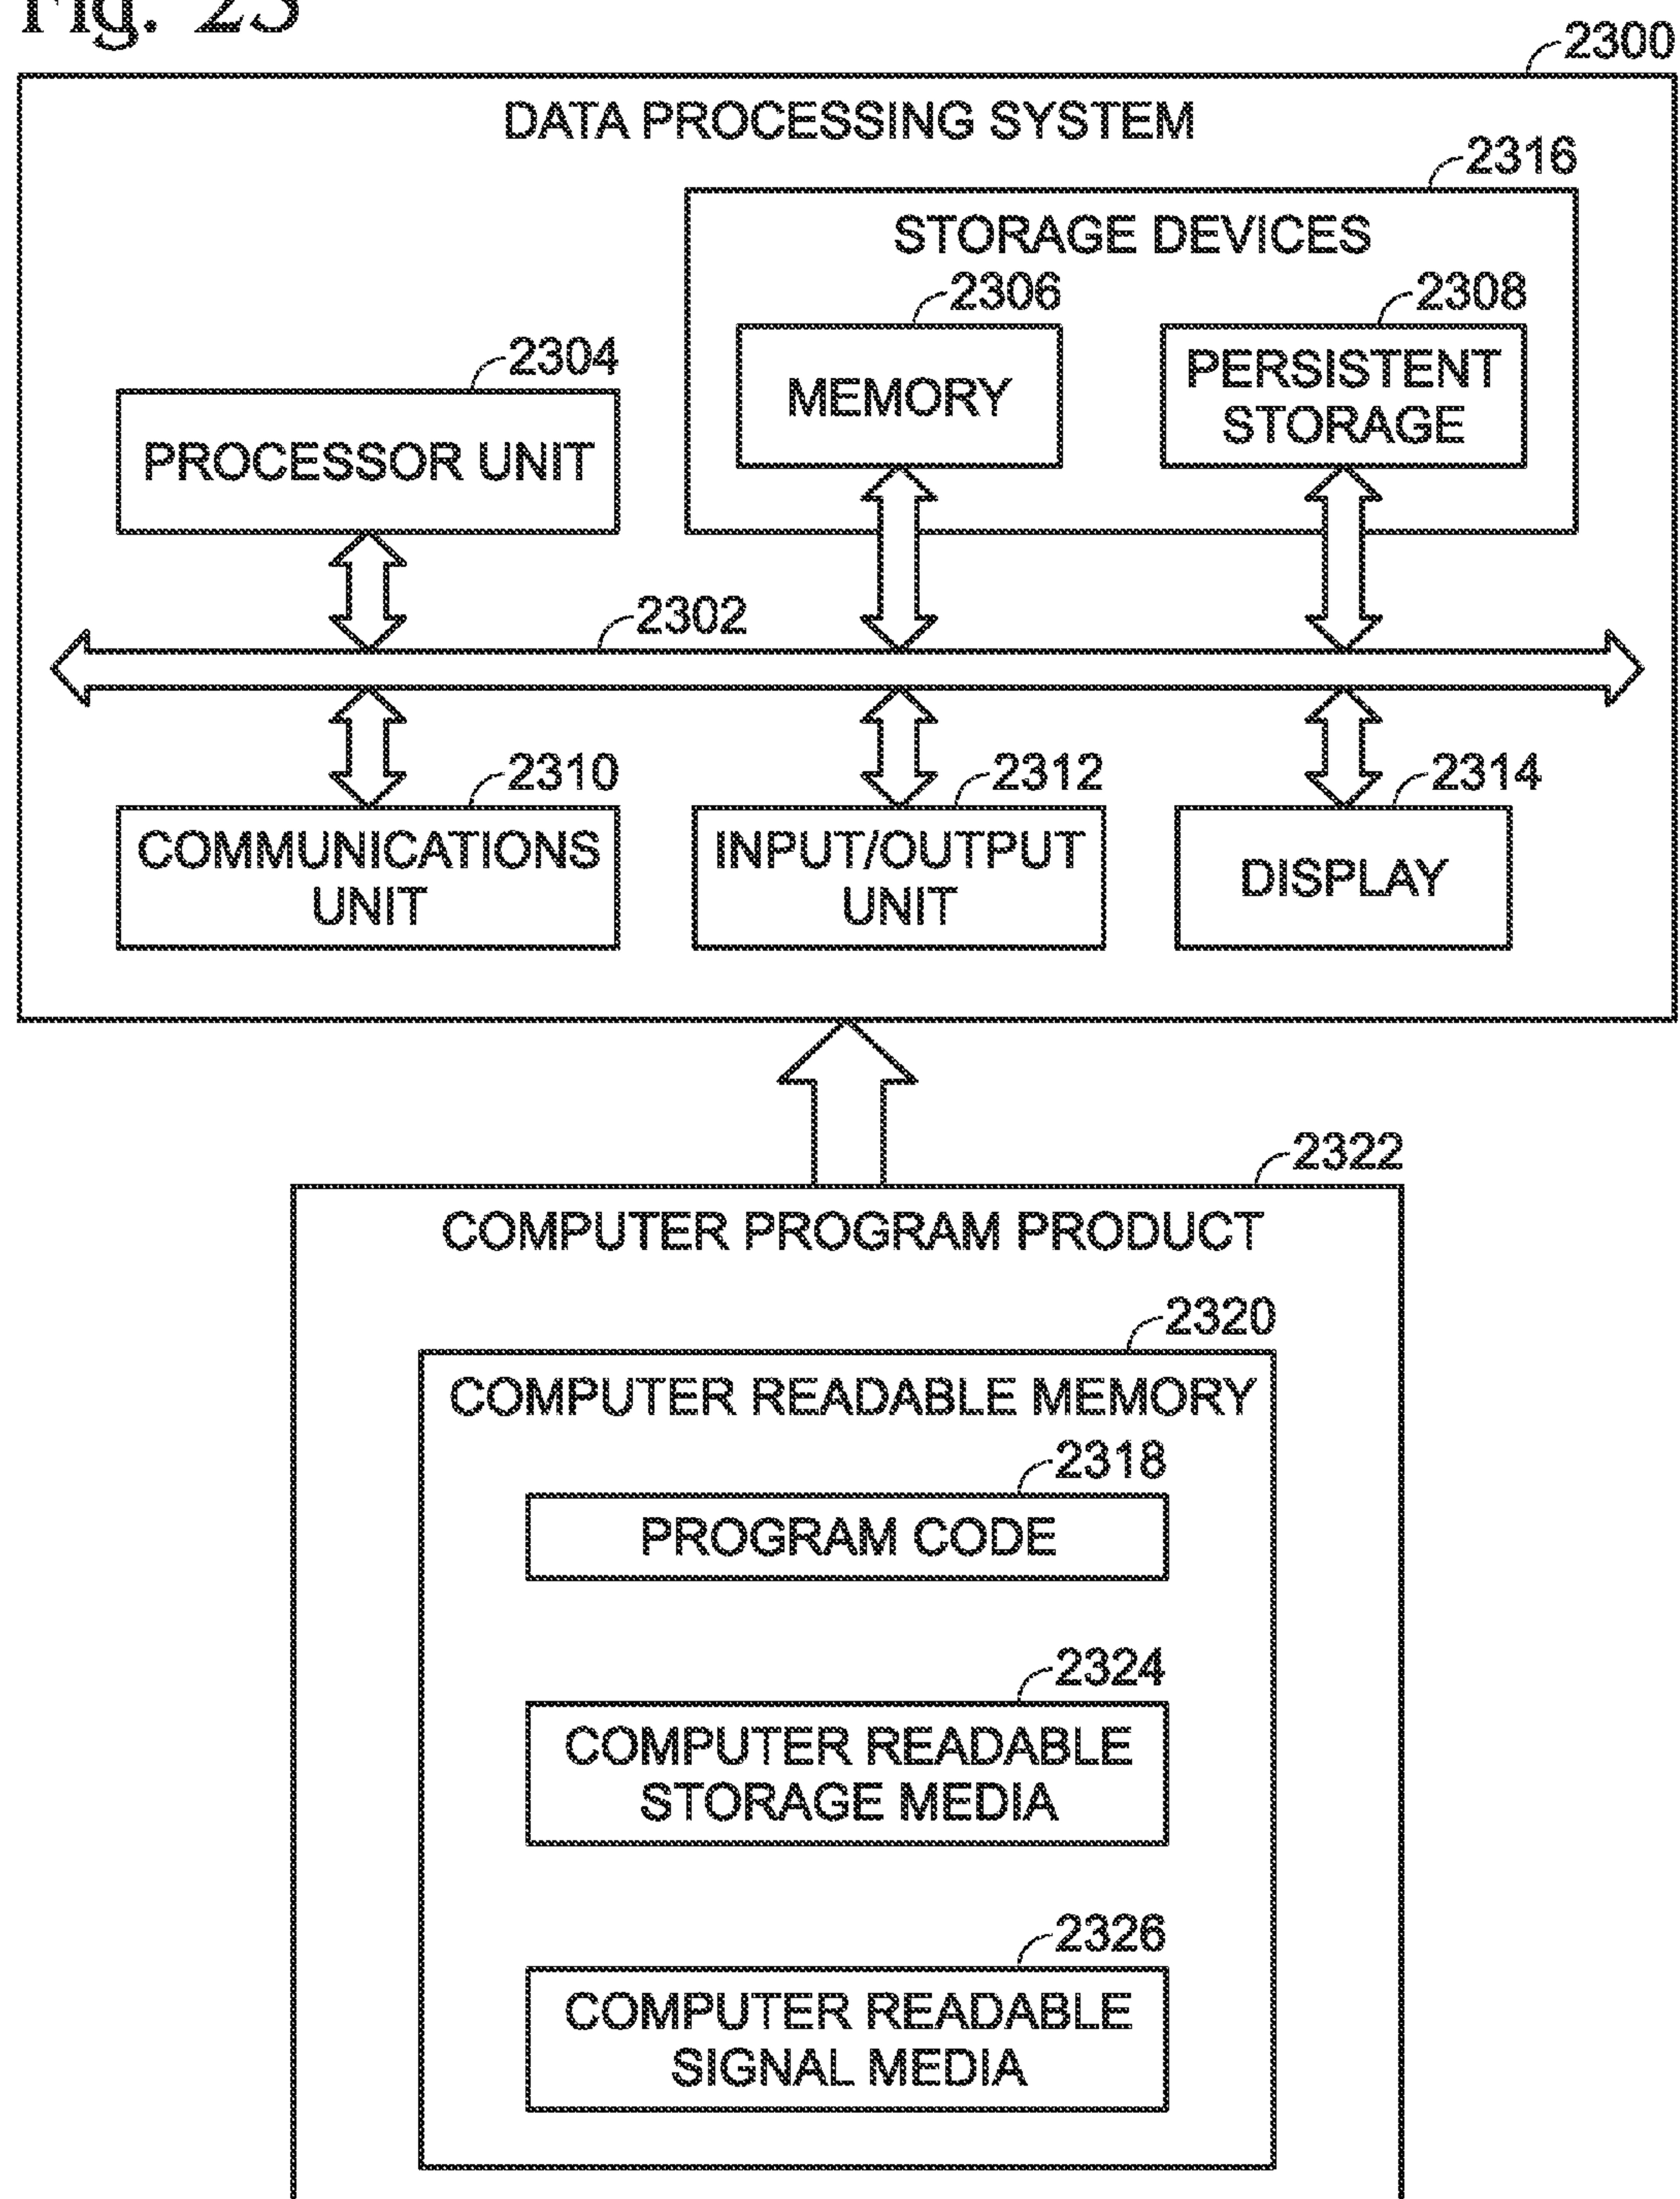 Fig. 23
2300
DATA PROCESSING SYSTEM
2316
STORAGE DEVICES
2306
2308
2304
MEMORY
PERSISTENT
STORAGE
PROCESSOR UNIT
2302
2310
2312
2314
COMMUNICATIONS
UNIT
INPUT/OUTPUT
UNIT
DISPLAY
2322
COMPUTER PROGRAM PRODUCT
2320
COMPUTER READABLE MEMORY
2318
PROGRAM CODE
2324
COMPUTER READABLE
STORAGE MEDIA
2326
COMPUTER READABLE
SIGNAL MEDIA